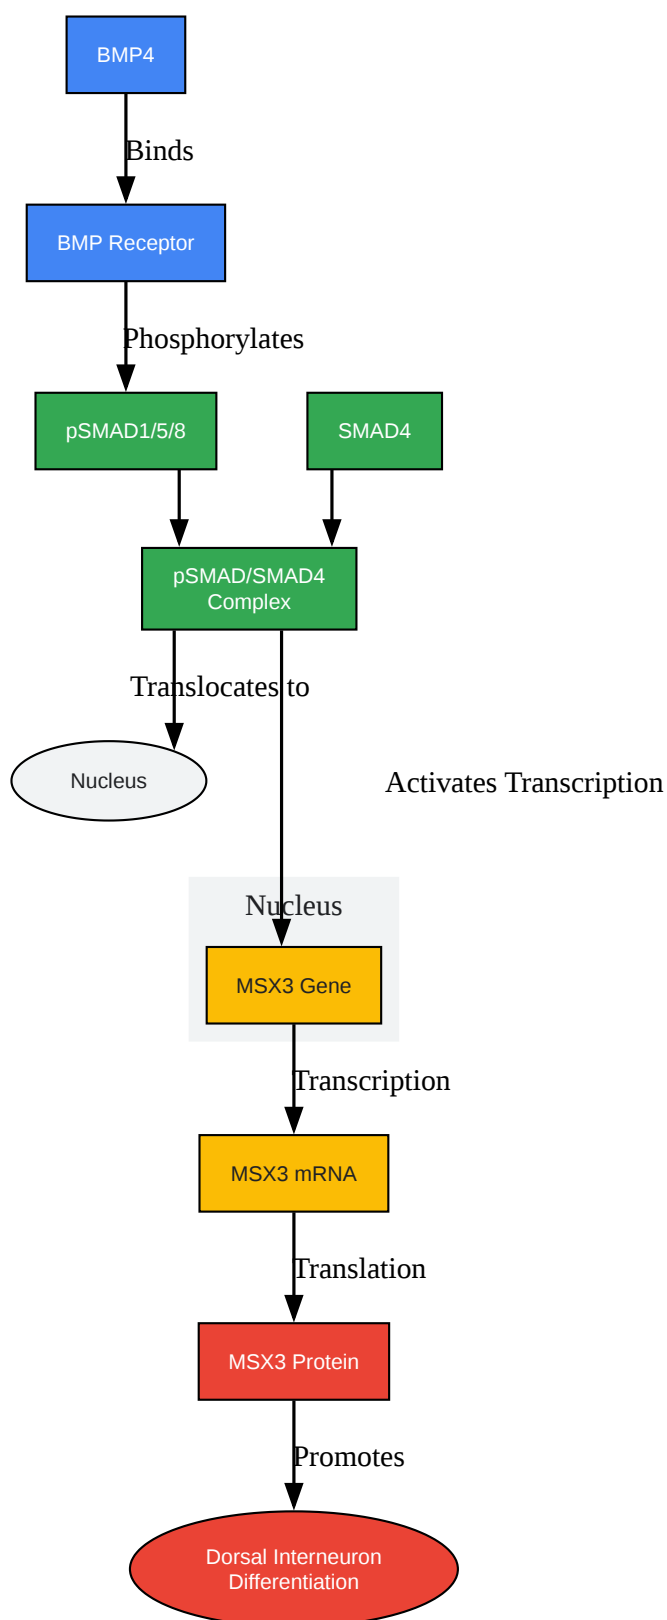 BMP4
Binds
BMP Receptor
Phosphorylates
pSMAD1/5/8
SMAD4
pSMAD/SMAD4
Complex
Translocates to
Nucleus
Activates Transcription
Nucleus
MSX3 Gene
Transcription
MSX3 mRNA
Translation
MSX3 Protein
Promotes
Dorsal Interneuron
Differentiation